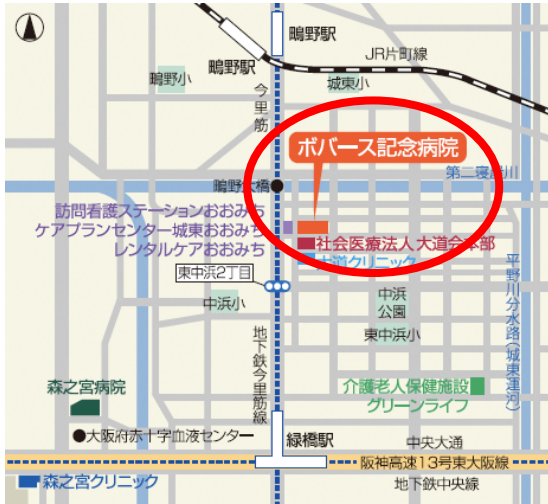 鴫野駅
JR片町線
鴫野駅
鴫野小
城東小
今里筋
ボバース記念病院
第二寝屋川
鴫野大橋
訪問看護ステーションおおみち
ケアプランセンター城東おおみち
レンタルケアおおみち
社会医療法人大道会本部
大道クリニック
東中浜2丁目
平野川分水路(城東運河)
中浜小
中浜
公園
東中浜小
地下鉄今里筋線
森之宮病院
介護老人保健施設
グリーンライフ
大阪府赤十字血液センター
緑橋駅
中央大通
阪神高速13号東大阪線
森之宮クリニック
地下鉄中央線